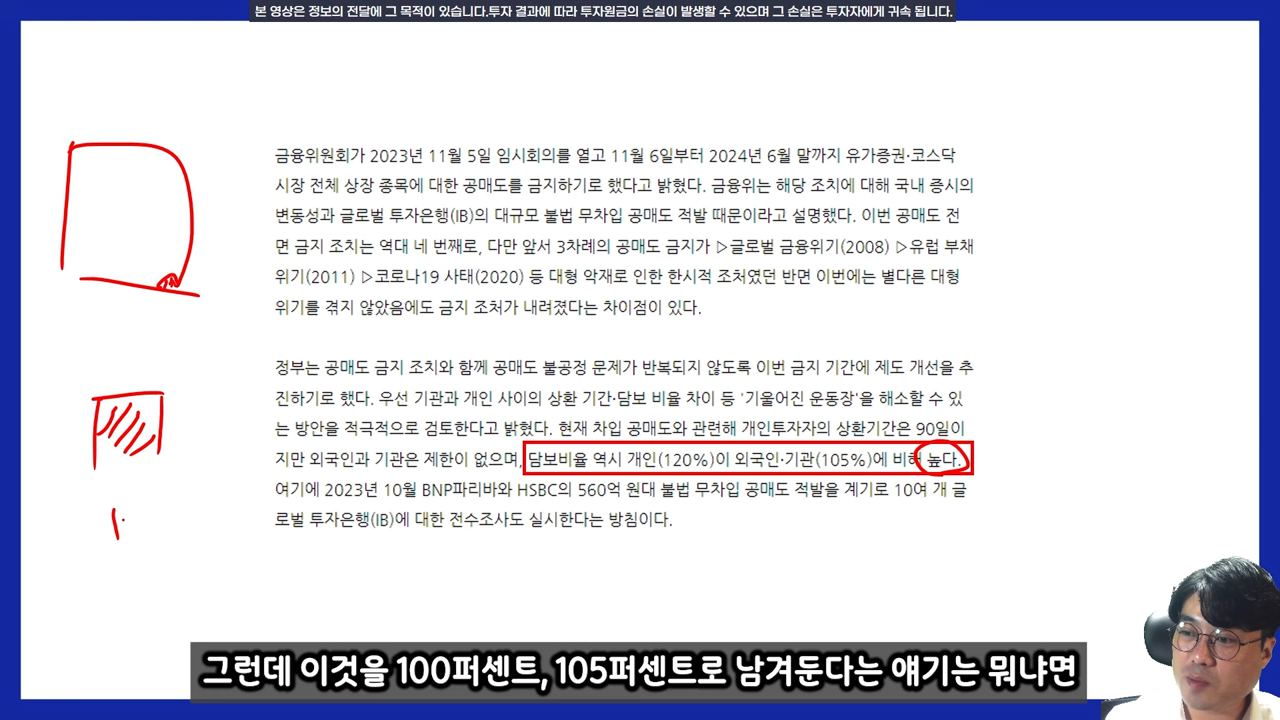 본 영상은 정보의 전달에 그 목적이 있습니다.투자 결과에 따라 투자원금의 손실이 발생할 수 있으며 그 손실은 투자자에게 귀속 됩니다.
금융위원회가 2023년 11월 5일 임시회의를 열고 11월 6일부터 2024년 6월 말까지 유가증권·코스닥
시장 전체 상장 종목에 대한 공매도를 금지하기로 했다고 밝혔다. 금융위는 해당 조치에 대해 국내 증시의
변동성과 글로벌 투자은행(IB)의 대규모 불법 무차입 공매도 적발 때문이라고 설명했다. 이번 공매도 전
면 금지 조치는 역대 네 번째로, 다만 앞서 3차례의 공매도 금지가 ▷글로벌 금융위기(2008) ▷유럽 부채
위기(2011) ▷코로나19 사태(2020) 등 대형 악재로 인한 한시적 조처였던 반면 이번에는 별다른 대형
위기를 겪지 않았음에도 금지 조처가 내려졌다는 차이점이 있다.
정부는 공매도 금지 조치와 함께 공매도 불공정 문제가 반복되지 않도록 이번 금지 기간에 제도 개선을 추
진하기로 했다. 우선 기관과 개인 사이의 상환 기간·담보 비율 차이 등 '기울어진 운동장'을 해소할 수 있
는 방안을 적극적으로 검토한다고 밝혔다. 현재 차입 공매도와 관련해 개인투자자의 상환기간은 90일이
지만 외국인과 기관은 제한이 없으며, 담보비율 역시 개인(120%)이 외국인·기관(105%)에 비해 높다.
여기에 2023년 10월 BNP파리바와 HSBC의 560억 원대 불법 무차입 공매도 적발을 계기로 10여 개 글
로벌 투자은행(IB)에 대한 전수조사도 실시한다는 방침이다.
그런데 이것을 100퍼센트, 105퍼센트로 남겨둔다는 얘기는 뭐냐면